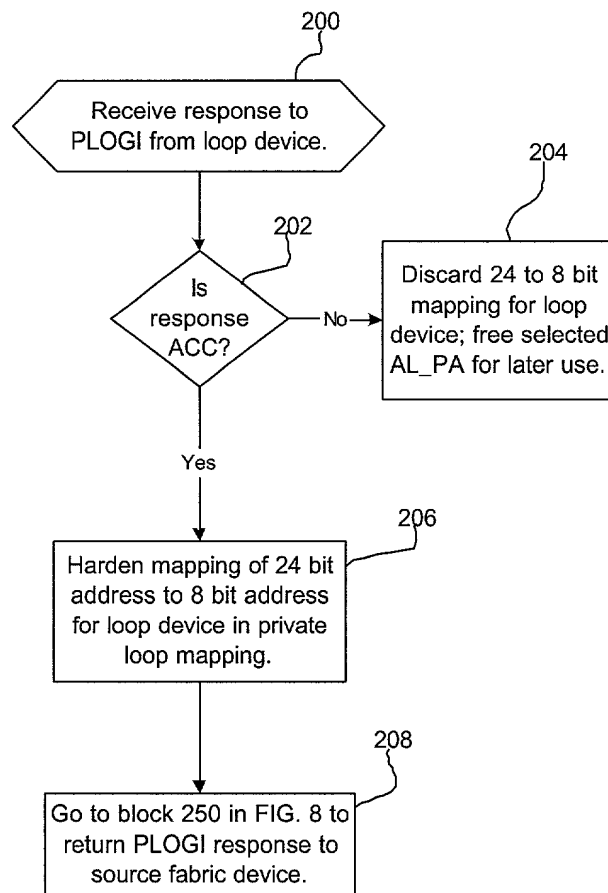 200
Receive response to
PLOGI from loop device.
202
Is
response
ACC?
No
204
Discard 24 to 8 bit
mapping for loop
device; free selected
AL_PA for later use.
Yes
206
Harden mapping of 24 bit
address to 8 bit address
for loop device in private
loop mapping.
208
Go to block 250 in FIG. 8 to
return PLOGI response to
source fabric device.